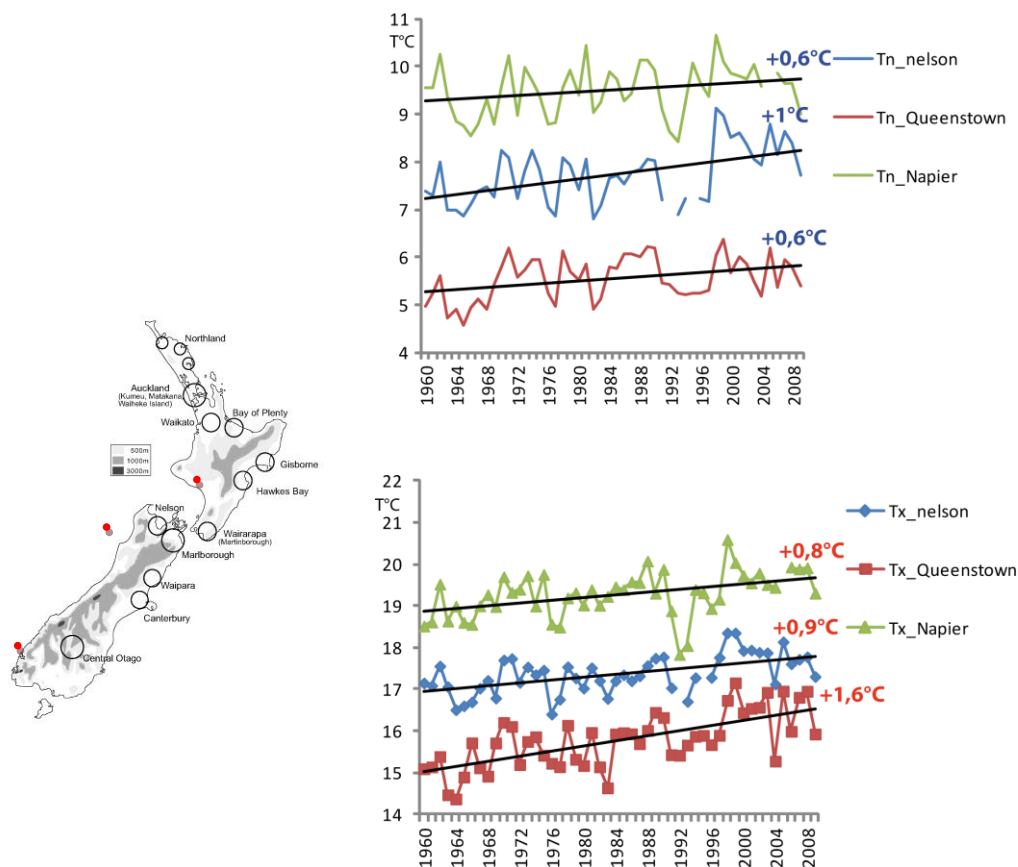 11
T°C
10
9
8
7
6
5
4
+0,6°C
+1°C
+0,6°C
Tn_nelson
Tn_Queenstown
Tn_Napier
1960
1964
1968
1972
1976
1980
1984
1988
1992
1996
2000
2004
2008
Northland
Auckland
(Kumeu, Matakana
Waiheke Island)
Waikato
Bay of Plenty
500m
1000m
3000m
Gisborne
Hawkes Bay
Nelson
Wairarapa
(Martinborough)
Marlborough
Waipara
Canterbury
Central Otago
22
T°C
21
20
19
18
17
16
15
14
+0,8°C
+0,9°C
+1,6°C
Tx_nelson
Tx_Queenstown
Tx_Napier
1960
1964
1968
1972
1976
1980
1984
1988
1992
1996
2000
2004
2008